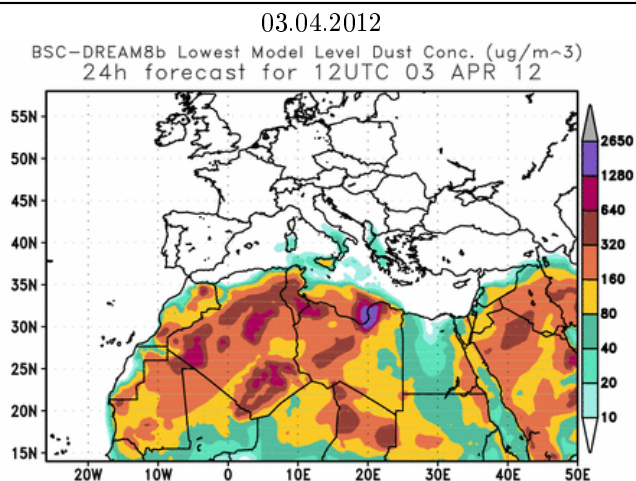 03.04.2012
BSC-DREAM8b Lowest Model Level Dust Conc. (ug/m^3)
24h forecast for 12UTC 03 APR 12
55N
50N
45N
40N
35N
30N
25N
20N
15N
20W 10W 0 10E 20E 30E 40E 50E
2650
1280
640
320
160
80
40
20
10